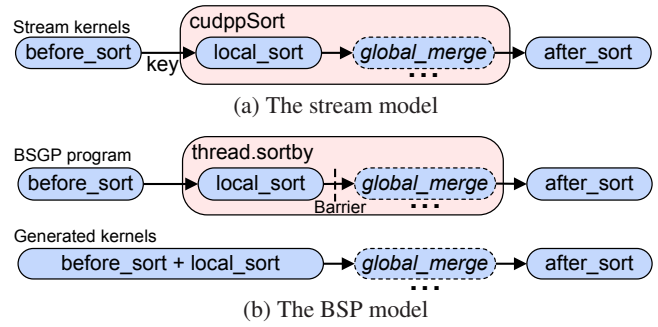 cudppSort
Stream kernels
before_sort key local_sort global_merge after_sort
...
(a) The stream model
BSGP program
thread.sortby
before_sort local_sort global_merge after_sort
Barrier ...
Generated kernels
before_sort + local_sort global_merge after_sort
...
(b) The BSP model